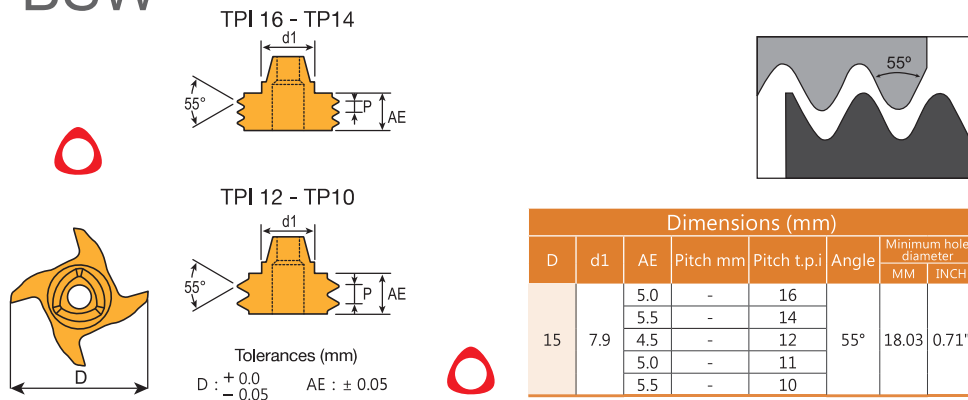 TPI 16 - TP14
d1
55°
P
AE
55º
TPI 12 - TP10
d1
55°
P
AE
D
Tolerances (mm)
D : + 0.0 − 0.05 AE : ± 0.05
Dimensions (mm)
D d1 AE Pitch mm Pitch t.p.i Angle Minimum hole diameter
MM INCH
5.0 - 16
5.5 - 14
15 7.9 4.5 - 12 55° 18.03 0.71"
5.0 - 11
5.5 - 10